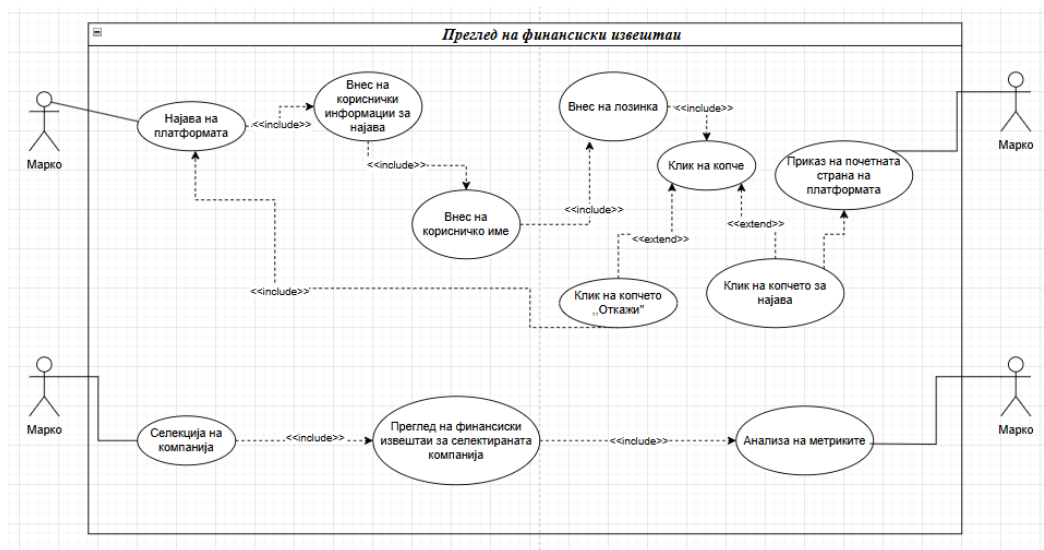 Преглед на финансиски извештаи
Марко
Најава на
платформата
<<include>>
Внес на
кориснички
информации за
најава
<<include>>
Внес на
корисничко име
<<include>>
Внес на лозинка
<<include>>
Клик на копче
Приказ на почетната
страна на
платформата
Марко
<<extend>>
<<extend>>
Клик на копчето
,,Откажи"
Клик на копчето за
најава
<<include>>
Марко
Селекција на
компанија
<<include>>
Преглед на финансиски
извештаи за селектираната
компанија
<<include>>
Анализа на метриките
Марко